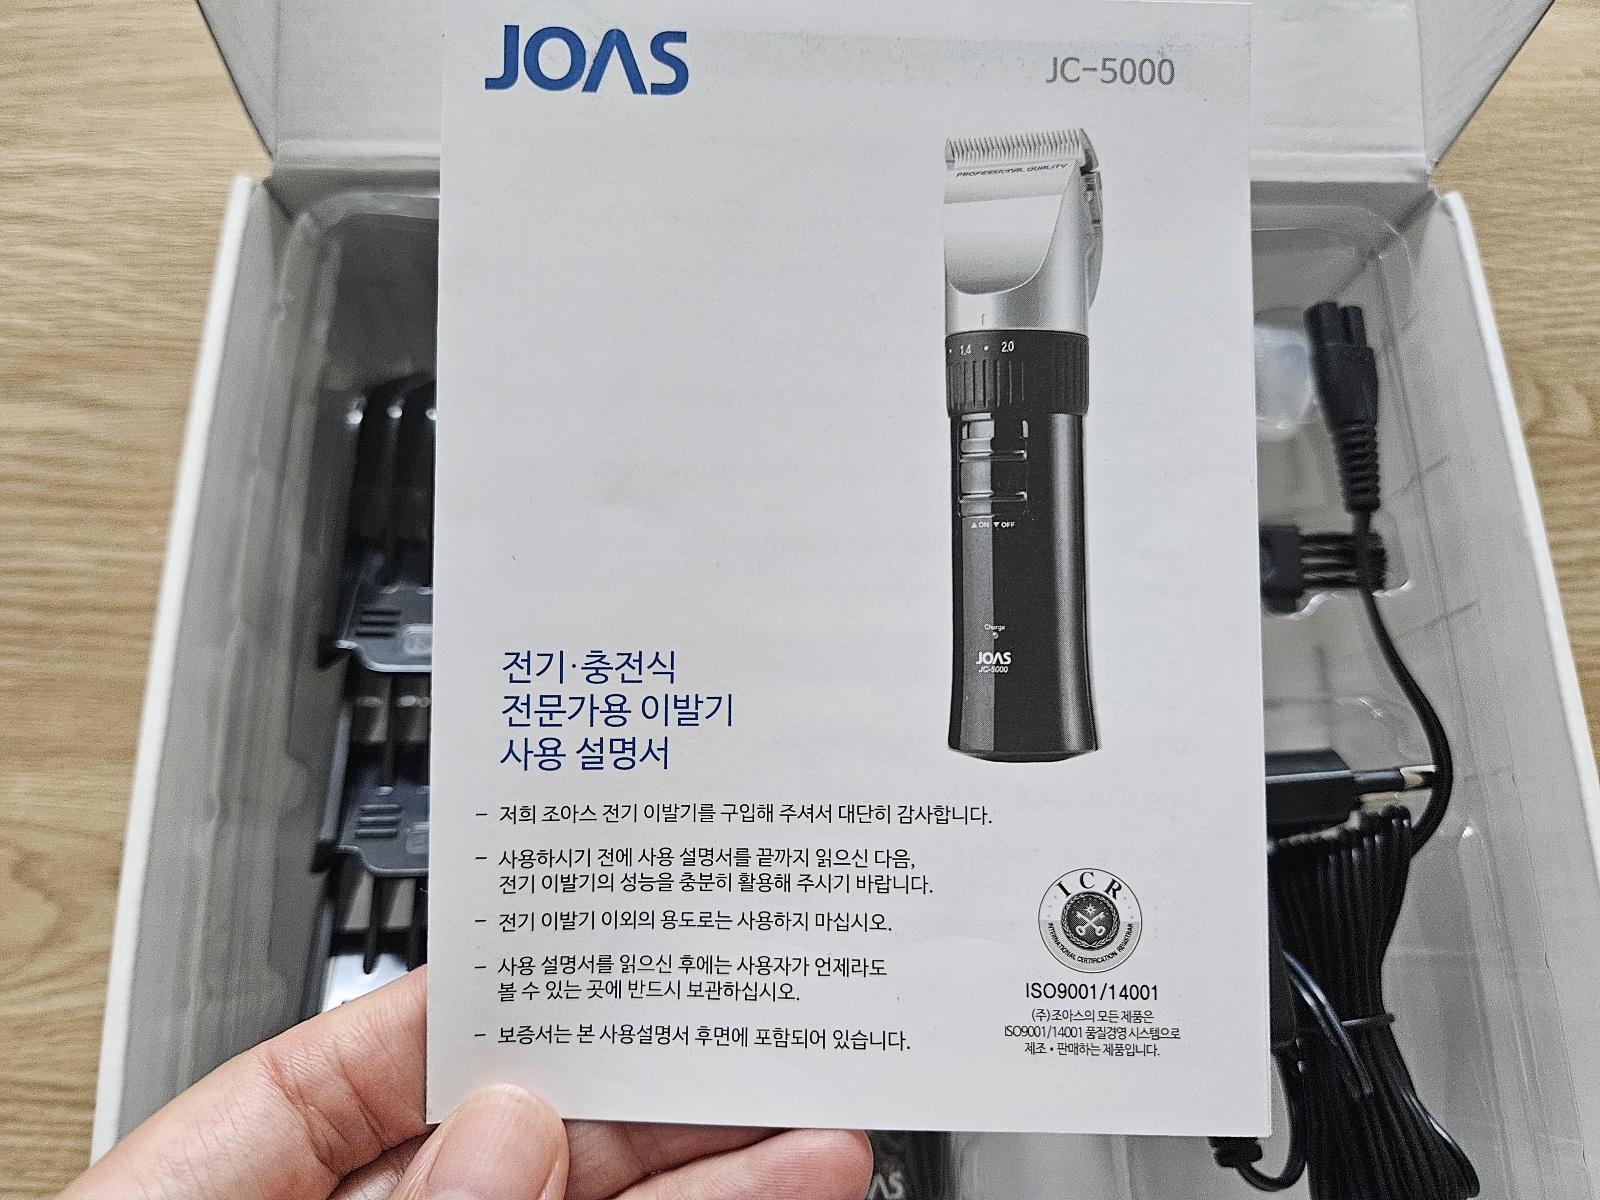 JOAS
JC-5000
PROFESSIONAL QUALITY
1.4 • 2.0
▲ON ▼OFF
Charge
JOAS
JC-5000
전기·충전식
전문가용 이발기
사용 설명서
– 저희 조아스 전기 이발기를 구입해 주셔서 대단히 감사합니다.
– 사용하시기 전에 사용 설명서를 끝까지 읽으신 다음,
전기 이발기의 성능을 충분히 활용해 주시기 바랍니다.
– 전기 이발기 이외의 용도로는 사용하지 마십시오.
– 사용 설명서를 읽으신 후에는 사용자가 언제라도
볼 수 있는 곳에 반드시 보관하십시오.
– 보증서는 본 사용설명서 후면에 포함되어 있습니다.
ICR
INTERNATIONAL CERTIFICATION REGISTRAR
ISO9001/14001
(주)조아스의 모든 제품은
ISO9001/14001 품질경영 시스템으로
제조 • 판매하는 제품입니다.